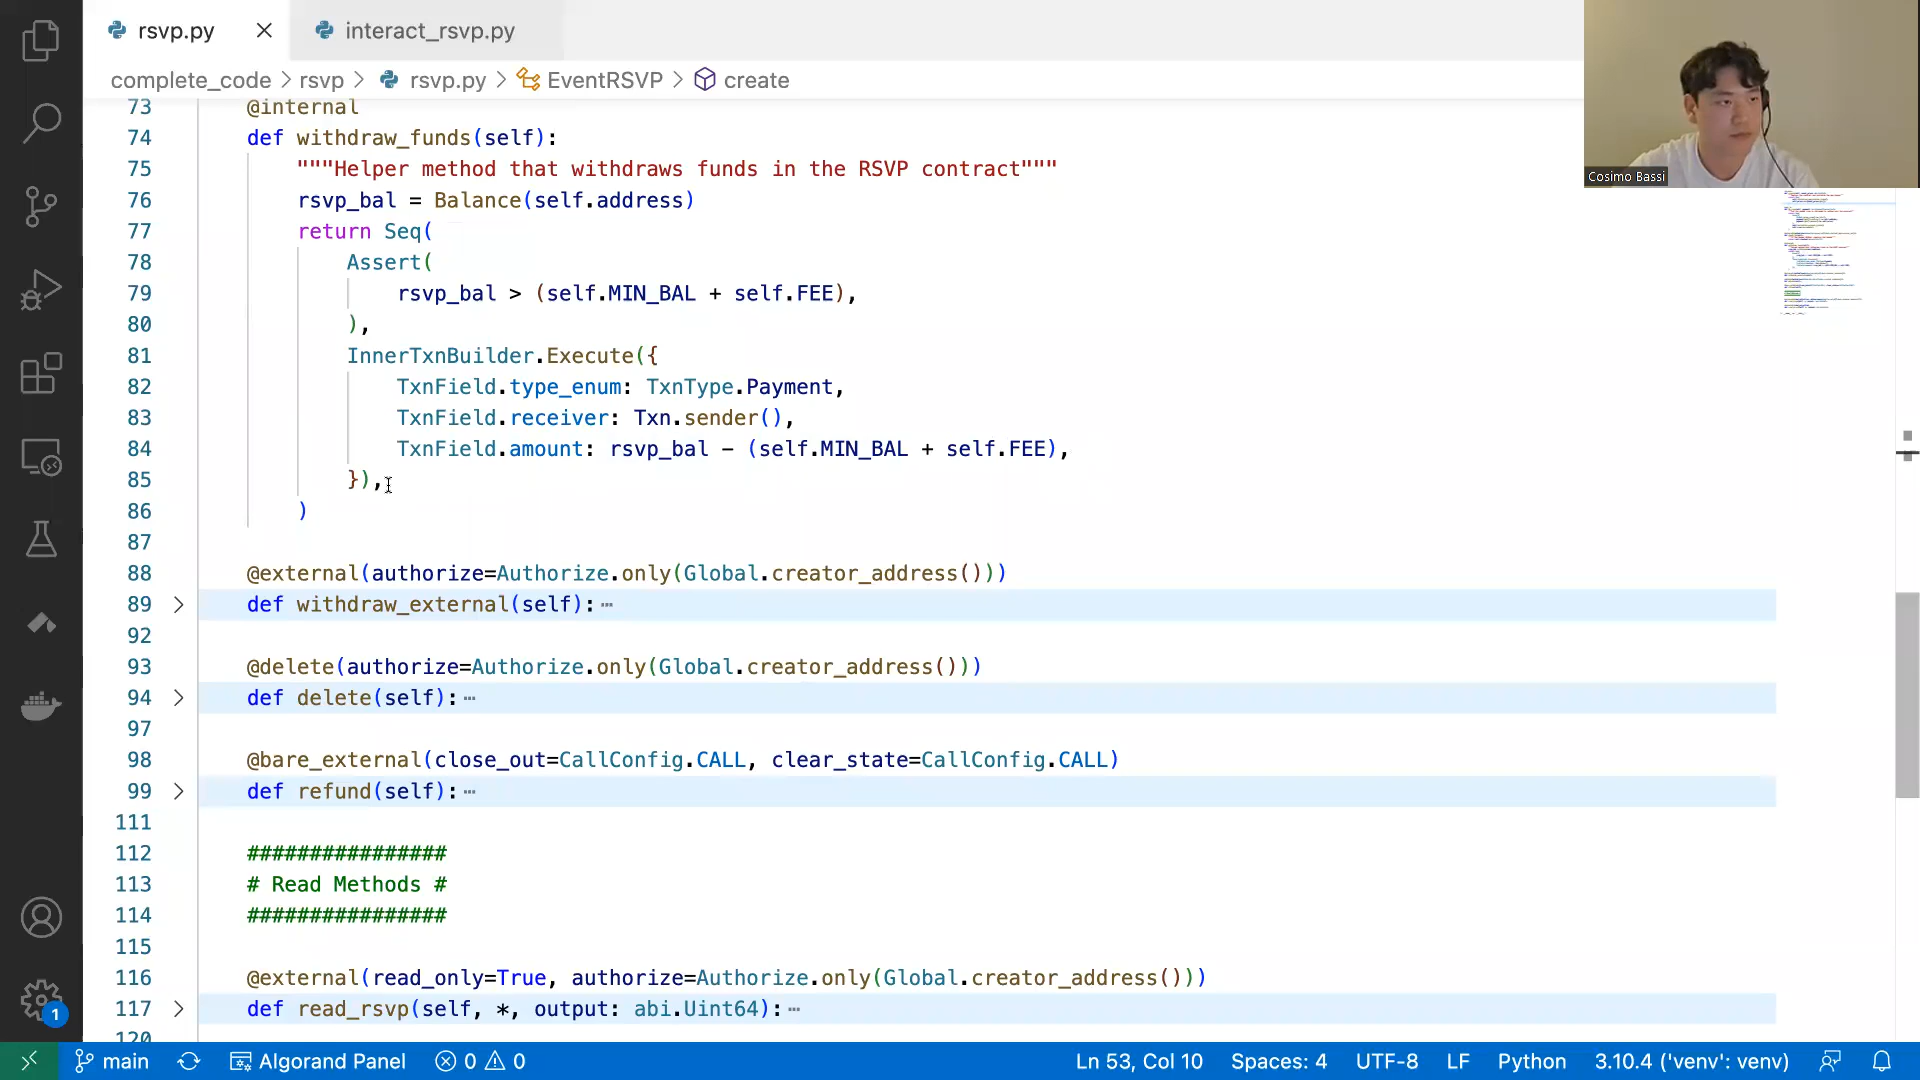 rsvp.py
interact_rsvp.py
complete_code > rsvp > rsvp.py > EventRSVP > create
Cosimo Bassi
73 @internal
74 def withdraw_funds(self):
75 """Helper method that withdraws funds in the RSVP contract"""
76 rsvp_bal = Balance(self.address)
77 return Seq(
78 Assert(
79 rsvp_bal > (self.MIN_BAL + self.FEE),
80 ),
81 InnerTxnBuilder.Execute({
82 TxnField.type_enum: TxnType.Payment,
83 TxnField.receiver: Txn.sender(),
84 TxnField.amount: rsvp_bal - (self.MIN_BAL + self.FEE),
85 }),
86 )
87
88 @external(authorize=Authorize.only(Global.creator_address()))
89 def withdraw_external(self): ⋯
92
93 @delete(authorize=Authorize.only(Global.creator_address()))
94 def delete(self): ⋯
97
98 @bare_external(close_out=CallConfig.CALL, clear_state=CallConfig.CALL)
99 def refund(self): ⋯
111
112 ################
113 # Read Methods #
114 ################
115
116 @external(read_only=True, authorize=Authorize.only(Global.creator_address()))
117 def read_rsvp(self, *, output: abi.Uint64): ⋯
120
1
main
Algorand Panel
0
0
Ln 53, Col 10
Spaces: 4
UTF-8
LF
Python
3.10.4 ('venv': venv)